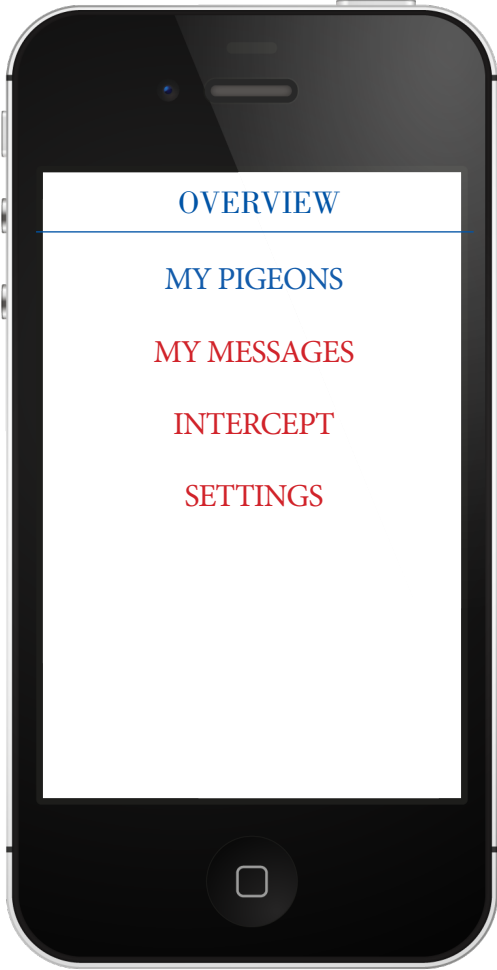 OVERVIEW
MY PIGEONS
MY MESSAGES
INTERCEPT
SETTINGS